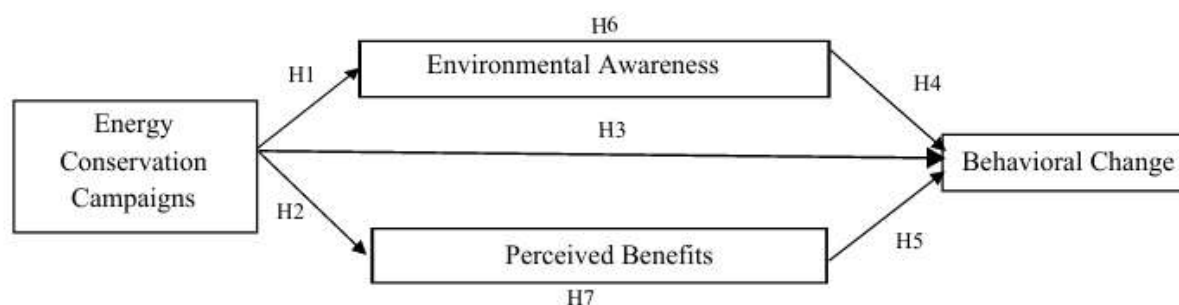 H6
Environmental Awareness
H1
H4
Energy
Conservation
Campaigns
H3
Behavioral Change
H2
Perceived Benefits
H5
H7